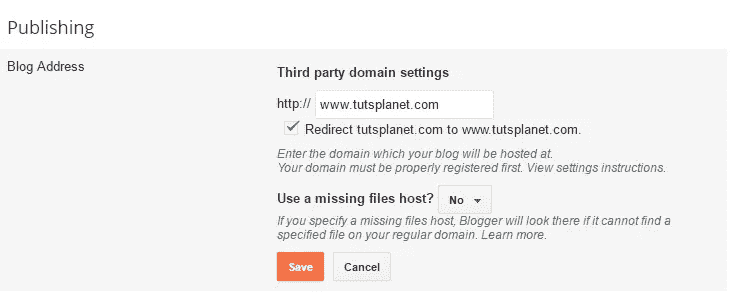 Publishing
Blog Address
Third party domain settings
http:// www.tutsplanet.com
Redirect tutsplanet.com to www.tutsplanet.com.
Enter the domain which your blog will be hosted at.
Your domain must be properly registered first. View settings instructions.
Use a missing files host? No
If you specify a missing files host, Blogger will look there if it cannot find a
specified file on your regular domain. Learn more.
Save Cancel